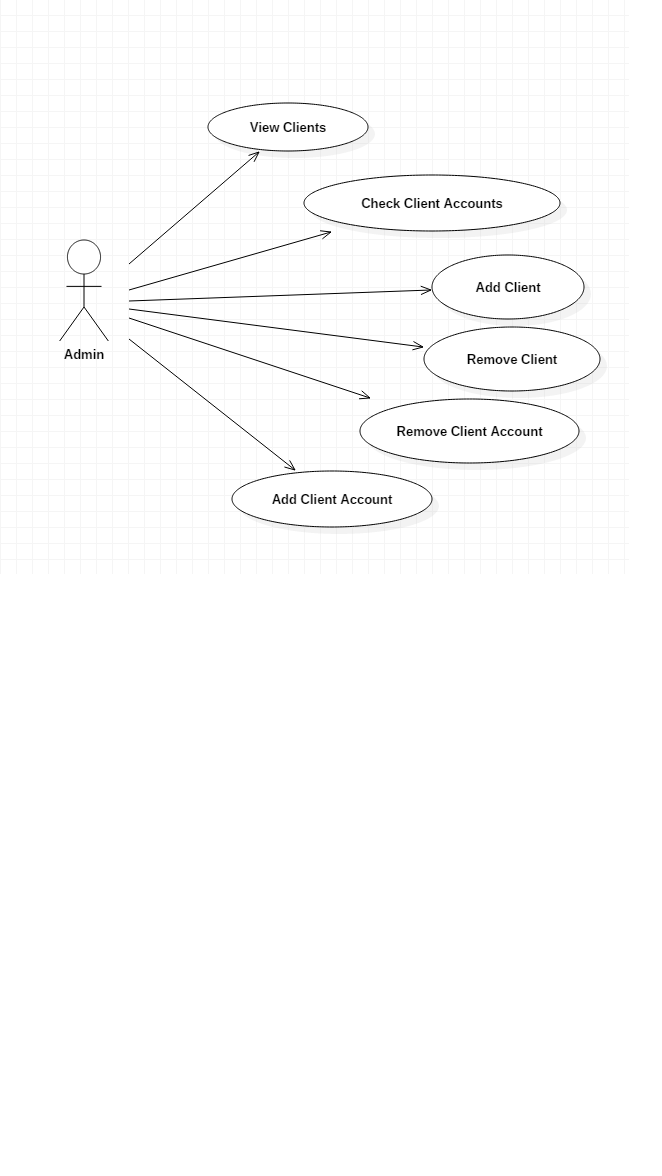 View Clients
Check Client Accounts
Add Client
Admin
Remove Client
Remove Client Account
Add Client Account